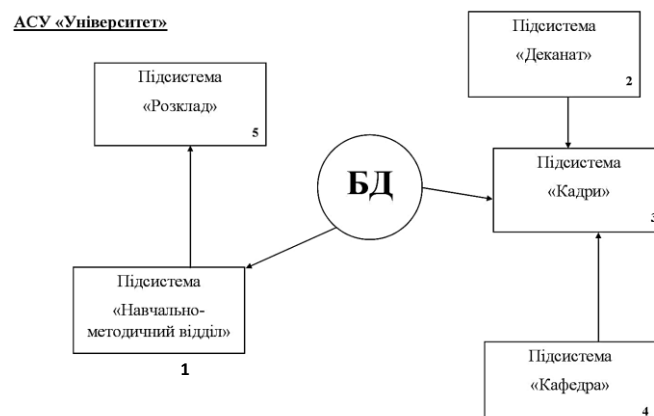 АСУ «Університет»
Підсистема
«Деканат»
2
Підсистема
«Розклад»
5
БД
Підсистема
«Кадри»
3
Підсистема
«Навчально-
методичний відділ»
1
Підсистема
«Кафедра»
4